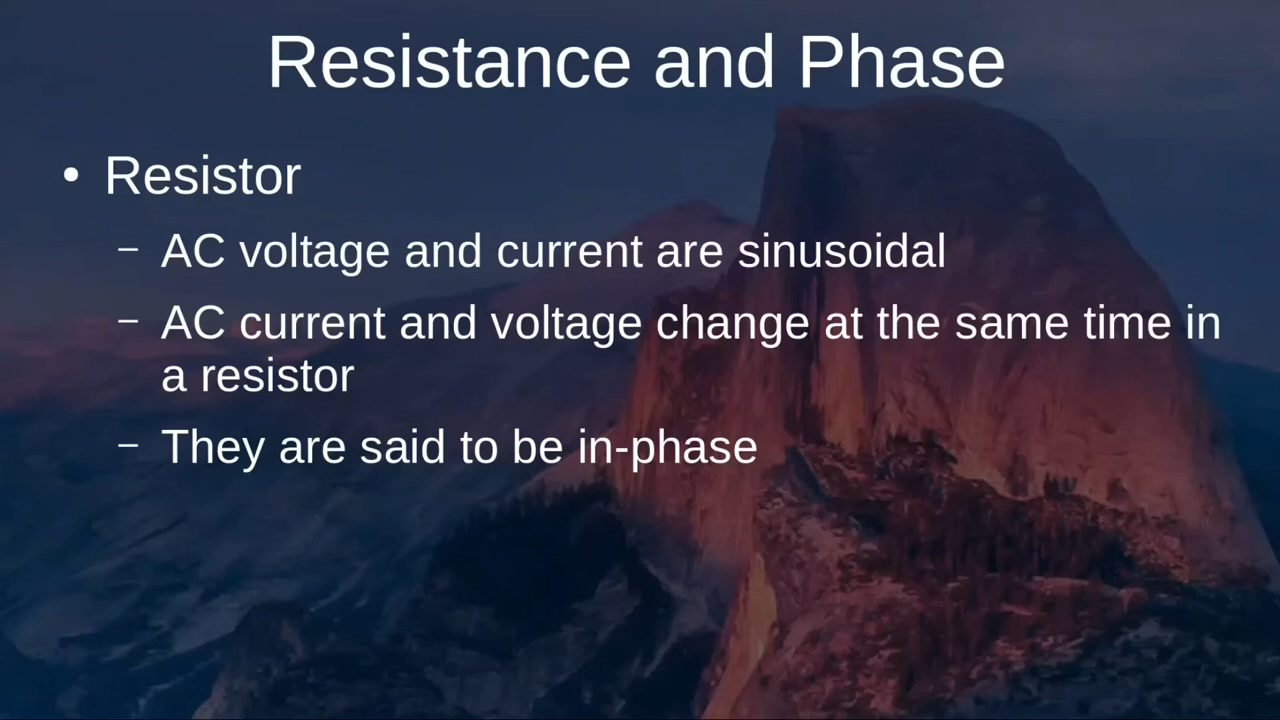 Resistance and Phase
• Resistor
– AC voltage and current are sinusoidal
– AC current and voltage change at the same time in
a resistor
– They are said to be in-phase